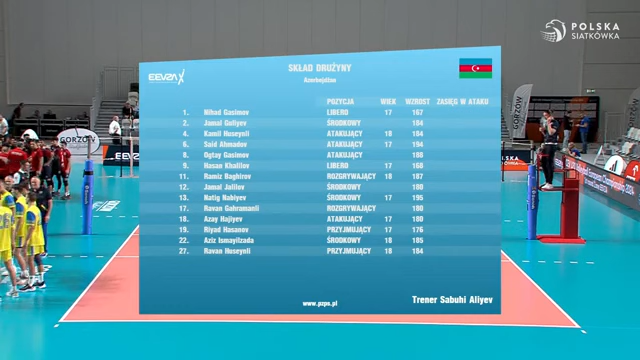 POLSKA
SIATKÓWKA
EEVZA
SKŁAD DRUŻYNY
Azerbejdżan
POZYCJA WIEK WZROST ZASIĘG W ATAKU
1. Nihad Gasimov LIBERO 17 167
2. Jamal Guliyev ŚRODKOWY 184
4. Kamil Huseynli ATAKUJĄCY 18 184
6. Said Ahmadov ATAKUJĄCY 17 194
8. Ogtay Gasimov ATAKUJĄCY 188
9. Hasan Khalilov LIBERO 17 168
11. Ramiz Baghirov ROZGRYWAJĄCY 18 187
12. Jamal Jalilov ŚRODKOWY 180
13. Natig Nabiyev ŚRODKOWY 17 195
17. Ravan Gahramanli ROZGRYWAJĄCY 180
18. Azay Hajiyev ATAKUJĄCY 17 180
19. Riyad Hasanov PRZYJMUJĄCY 17 176
22. Aziz Ismayilzada ŚRODKOWY 18 185
27. Ravan Huseynli PRZYJMUJĄCY 18 184
www.pzps.pl
Trener Sabuhi Aliyev
GORZÓW